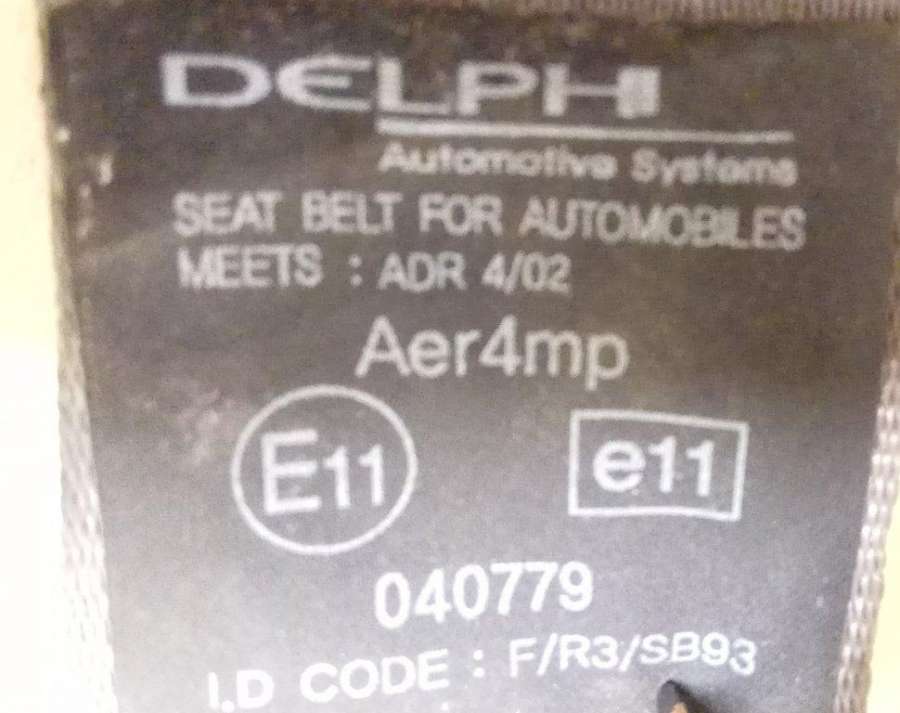 DELPHI
Automotive Systems
SEAT BELT FOR AUTOMOBILES
MEETS : ADR 4/02
Aer4mp
E11 e11
040779
I.D CODE : F/R3/SB93